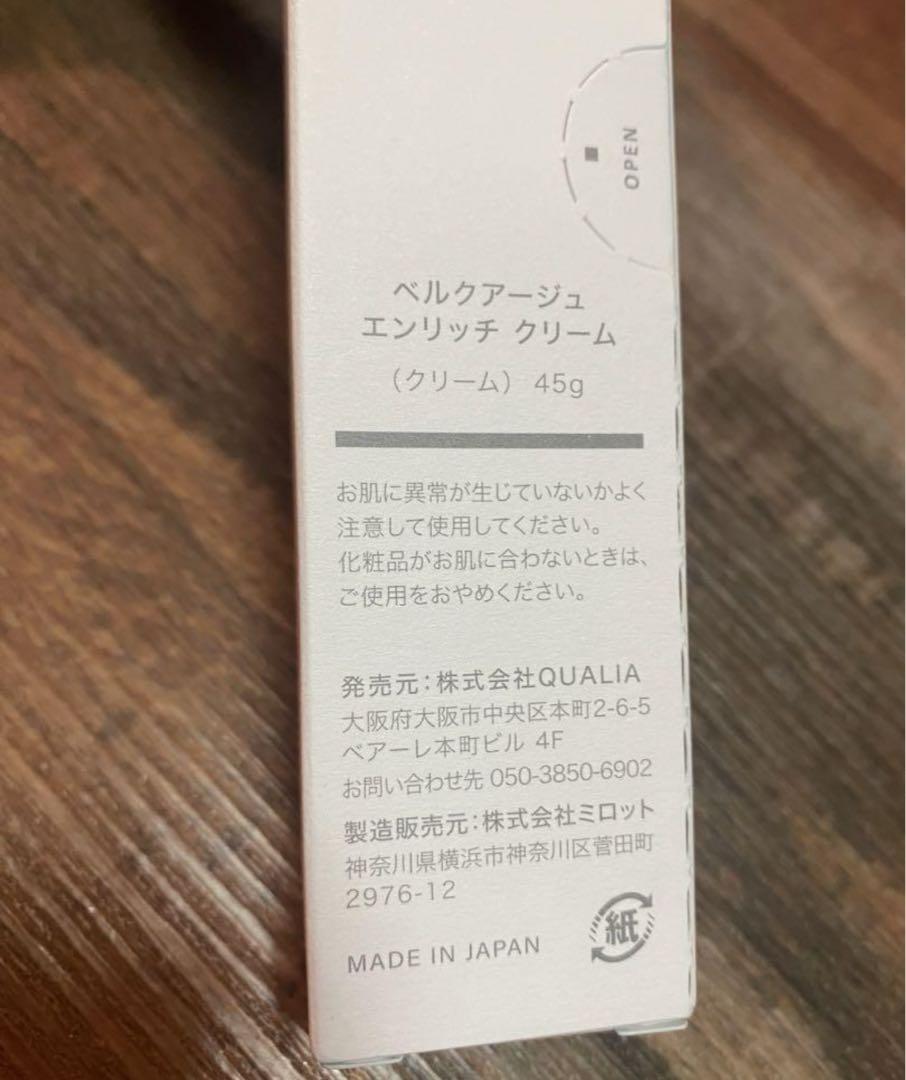 OPEN
ベルクアージュ
エンリッチ クリーム
（クリーム） 45g
お肌に異常が生じていないかよく
注意して使用してください。
化粧品がお肌に合わないときは、
ご使用をおやめください。
発売元：株式会社QUALIA
大阪府大阪市中央区本町2-6-5
ベアーレ本町ビル 4F
お問い合わせ先 050-3850-6902
製造販売元：株式会社ミロット
神奈川県横浜市神奈川区菅田町
2976-12
MADE IN JAPAN
紙